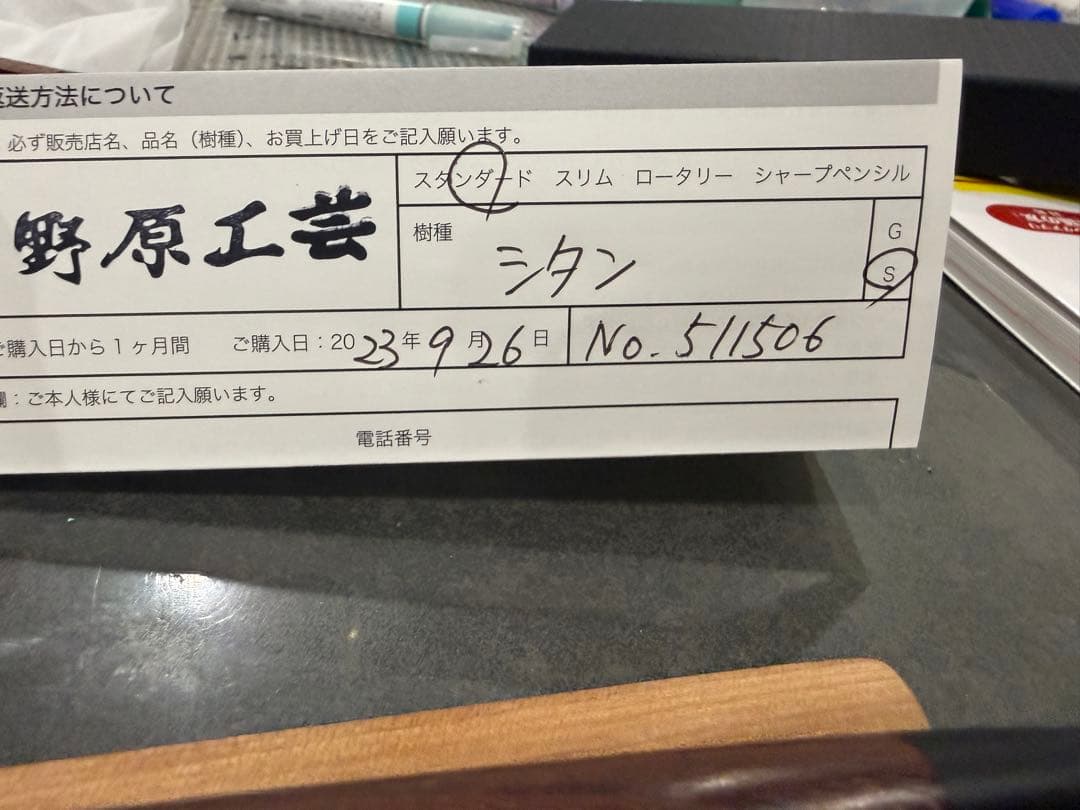 返送方法について
必ず販売店名、品名（樹種）、お買上げ日をご記入願います。
スタンダード スリム ロータリー シャープペンシル
野原工芸
樹種
シタン
G
S
ご購入日から1ヶ月間 ご購入日：2023年9月26日
No. 511506
欄：ご本人様にてご記入願います。
電話番号